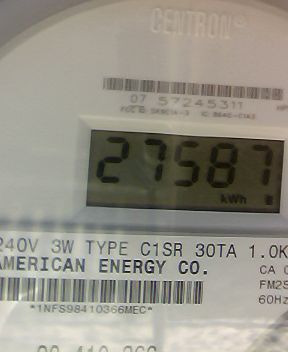 CENTRON®
07 57245311
27587
kWh
240V 3W TYPE C1SR 30TA 1.0K
AMERICAN ENERGY CO.
CA
FM2S
60Hz
*1NFS98410366MEC*